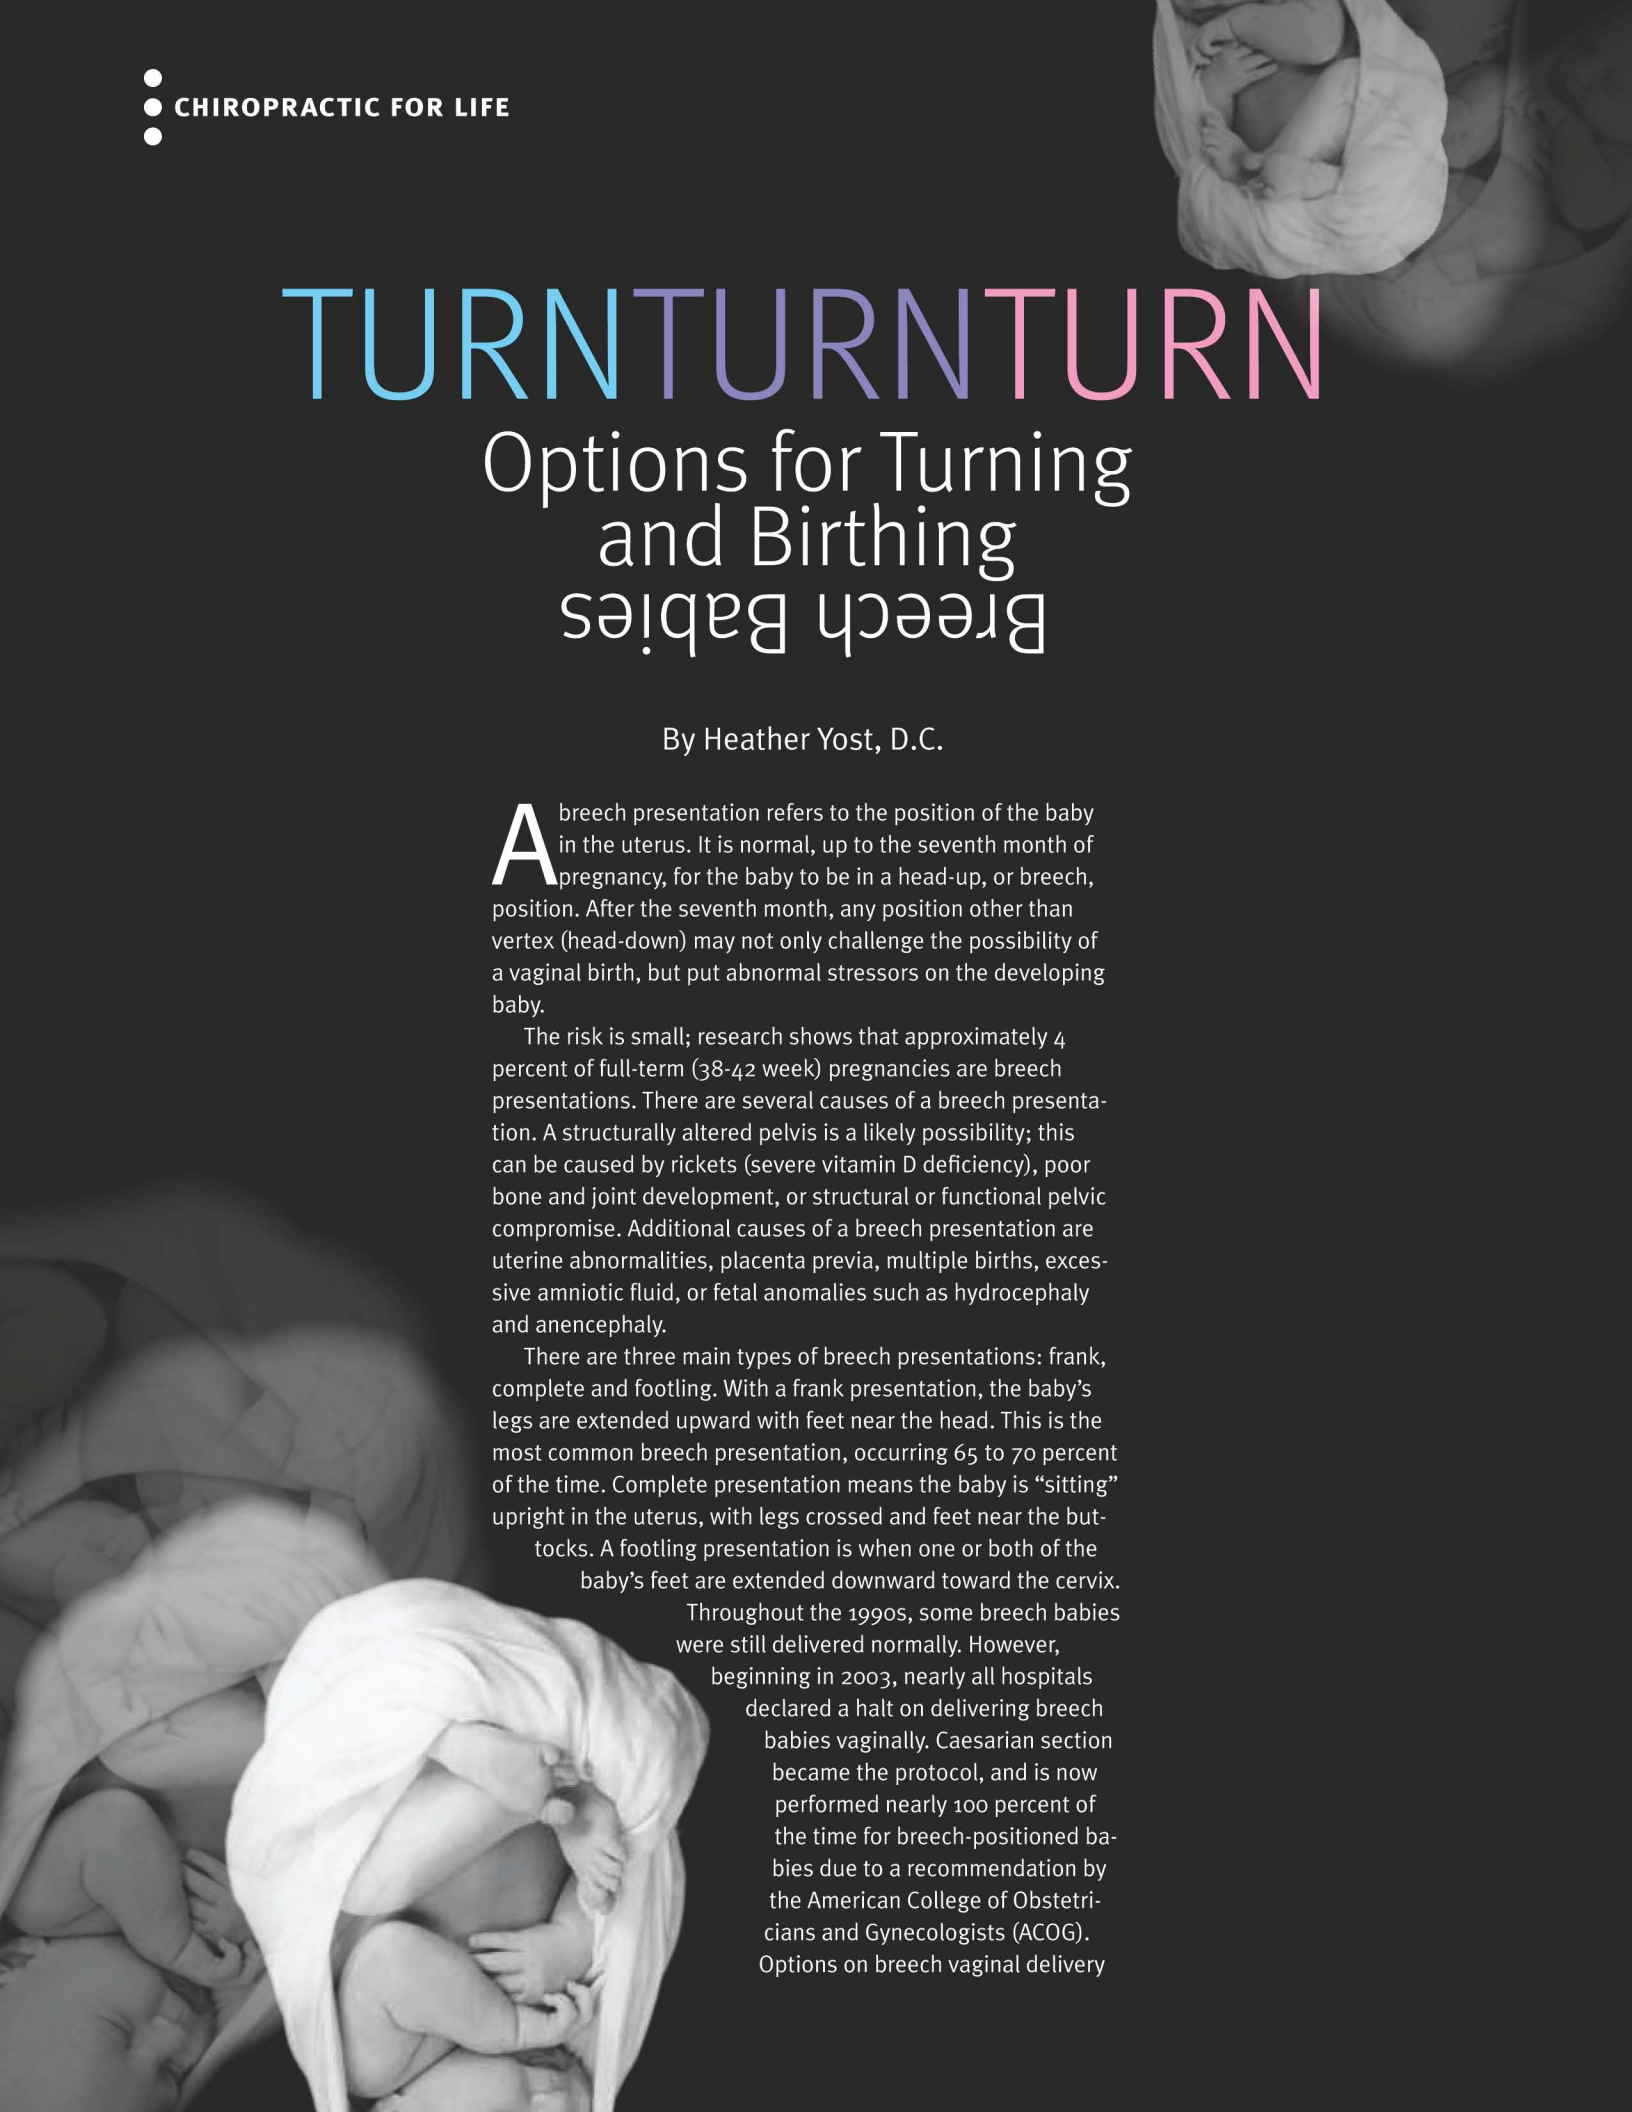 CHIROPRACTIC FOR LIFE
TURNTURNTURN
Options for Turning
and Birthing
Breech Babies
By Heather Yost, D.C.
A breech presentation refers to the position of the baby
in the uterus. It is normal, up to the seventh month of
pregnancy, for the baby to be in a head-up, or breech,
position. After the seventh month, any position other than
vertex (head-down) may not only challenge the possibility of
a vaginal birth, but put abnormal stressors on the developing
baby.
The risk is small; research shows that approximately 4
percent of full-term (38-42 week) pregnancies are breech
presentations. There are several causes of a breech presenta-
tion. A structurally altered pelvis is a likely possibility; this
can be caused by rickets (severe vitamin D deficiency), poor
bone and joint development, or structural or functional pelvic
compromise. Additional causes of a breech presentation are
uterine abnormalities, placenta previa, multiple births, exces-
sive amniotic fluid, or fetal anomalies such as hydrocephaly
and anencephaly.
There are three main types of breech presentations: frank,
complete and footling. With a frank presentation, the baby’s
legs are extended upward with feet near the head. This is the
most common breech presentation, occurring 65 to 70 percent
of the time. Complete presentation means the baby is “sitting”
upright in the uterus, with legs crossed and feet near the but-
tocks. A footling presentation is when one or both of the
baby’s feet are extended downward toward the cervix.
Throughout the 1990s, some breech babies
were still delivered normally. However,
beginning in 2003, nearly all hospitals
declared a halt on delivering breech
babies vaginally. Caesarian section
became the protocol, and is now
performed nearly 100 percent of
the time for breech-positioned ba-
bies due to a recommendation by
the American College of Obstetri-
cians and Gynecologists (ACOG).
Options on breech vaginal delivery